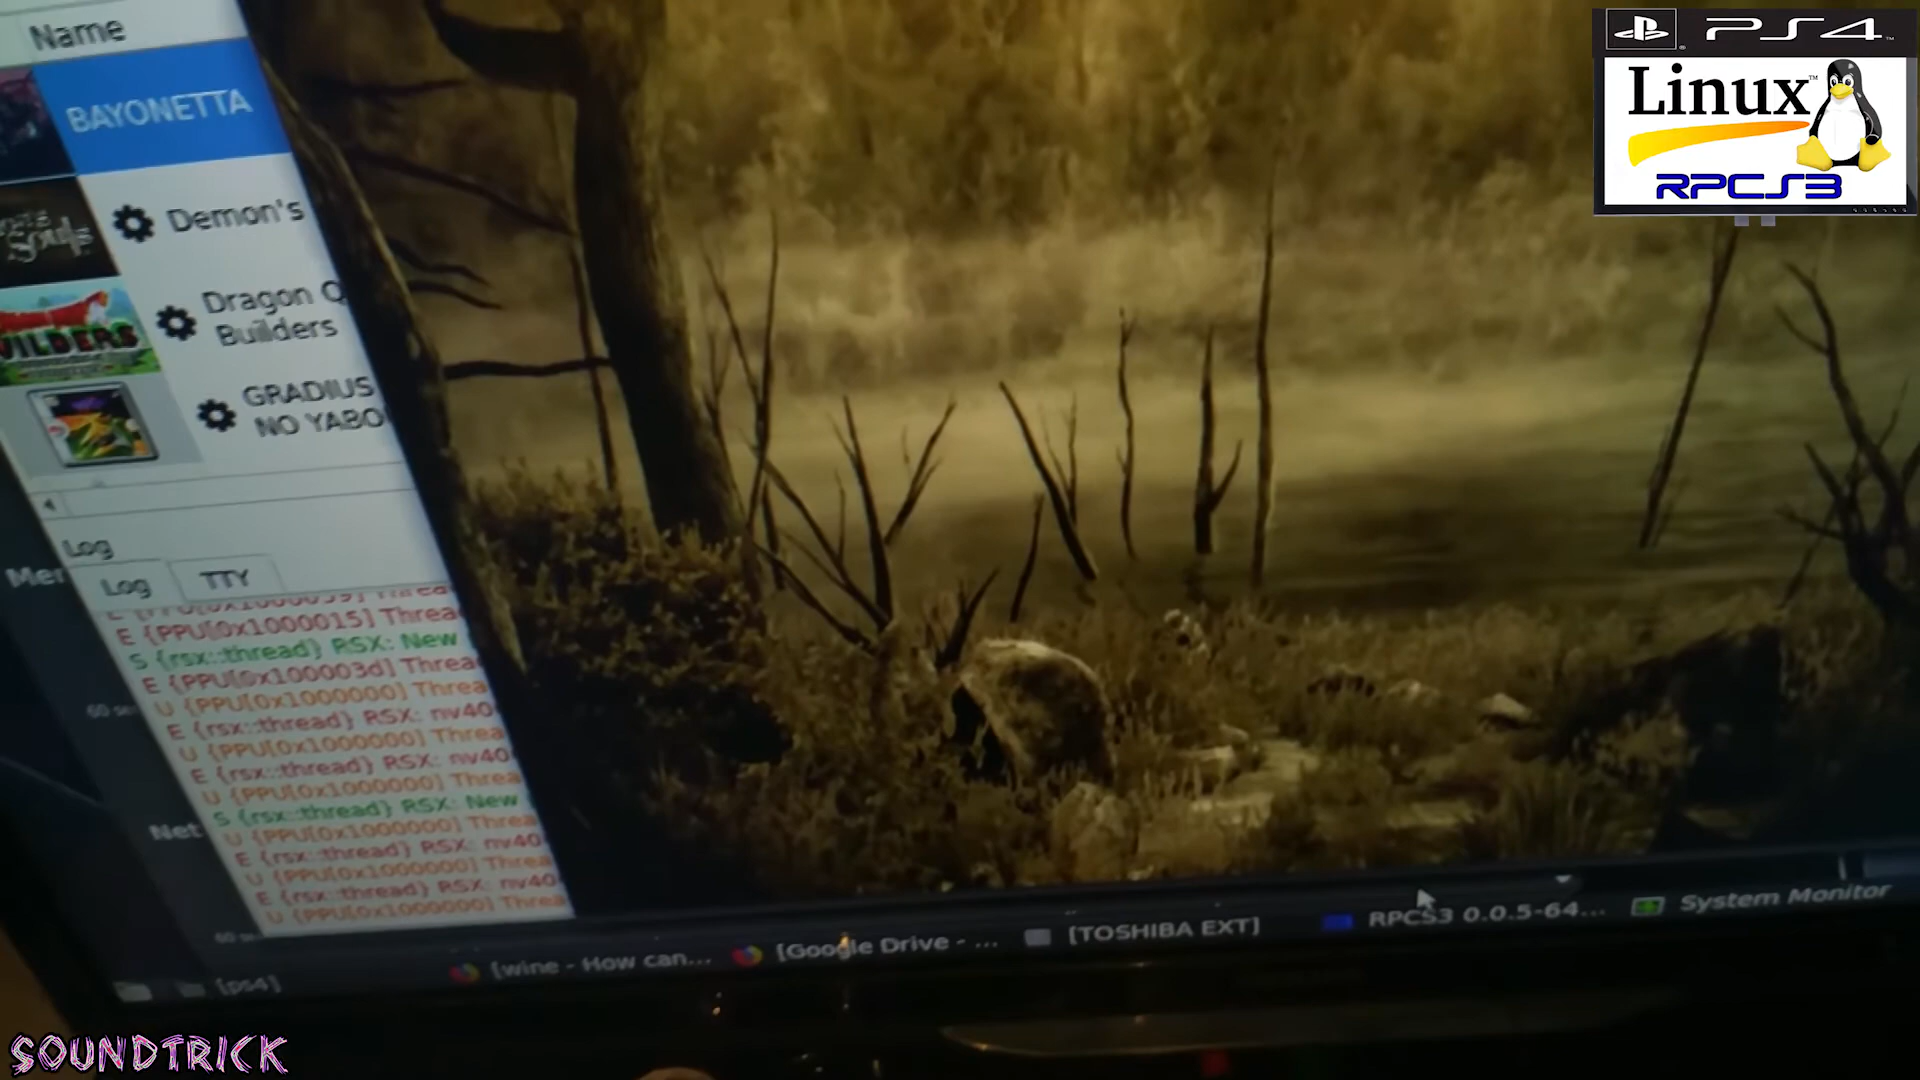 Name
BAYONETTA
Demon's
Dragon Q
Builders
GRADIUS
NO YABO
Log
Log
TTY
E {PPU[0x1000015] Threa
S {rsx::thread} RSX: New
E {PPU[0x100003d] Threa
U {PPU[0x1000000] Threa
E {rsx::thread} RSX: nv40
U {PPU[0x1000000] Threa
E {rsx::thread} RSX: nv40
U {PPU[0x1000000] Threa
S {rsx::thread} RSX: New
U {PPU[0x1000000] Threa
E {rsx::thread} RSX: nv40
U {PPU[0x1000000] Threa
E {rsx::thread} RSX: nv40
U {PPU[0x1000000] Threa
Net
[ps4]
[wine - How can...
[Google Drive - ...
[TOSHIBA EXT]
RPCS3 0.0.5-64...
System Monitor
PS4™
Linux™
RPCS3
SOUNDTRICK